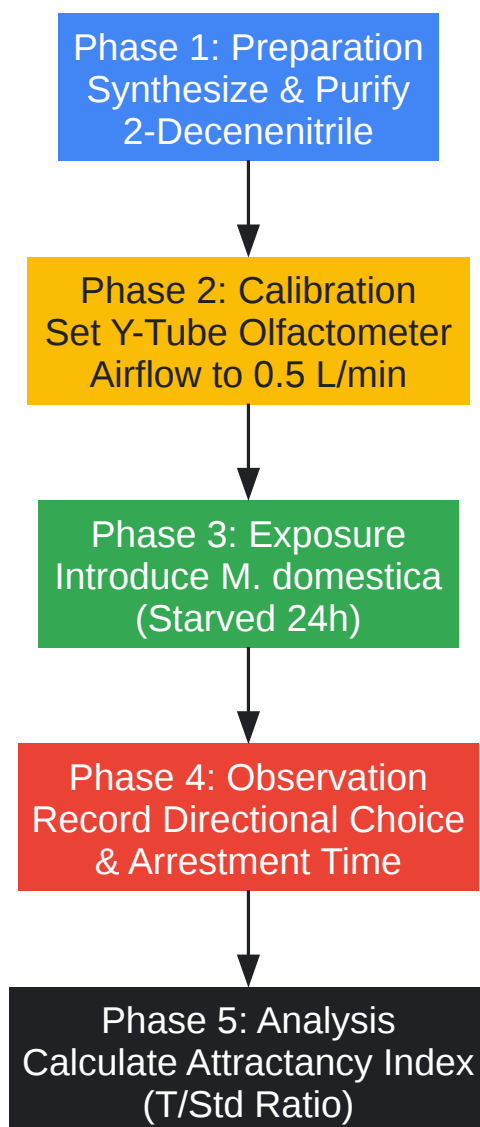 Phase 1: Preparation
Synthesize & Purify
2-Decenenitrile
Phase 2: Calibration
Set Y-Tube Olfactometer
Airflow to 0.5 L/min
Phase 3: Exposure
Introduce M. domestica
(Starved 24h)
Phase 4: Observation
Record Directional Choice
& Arrestment Time
Phase 5: Analysis
Calculate Attractancy Index
(T/Std Ratio)